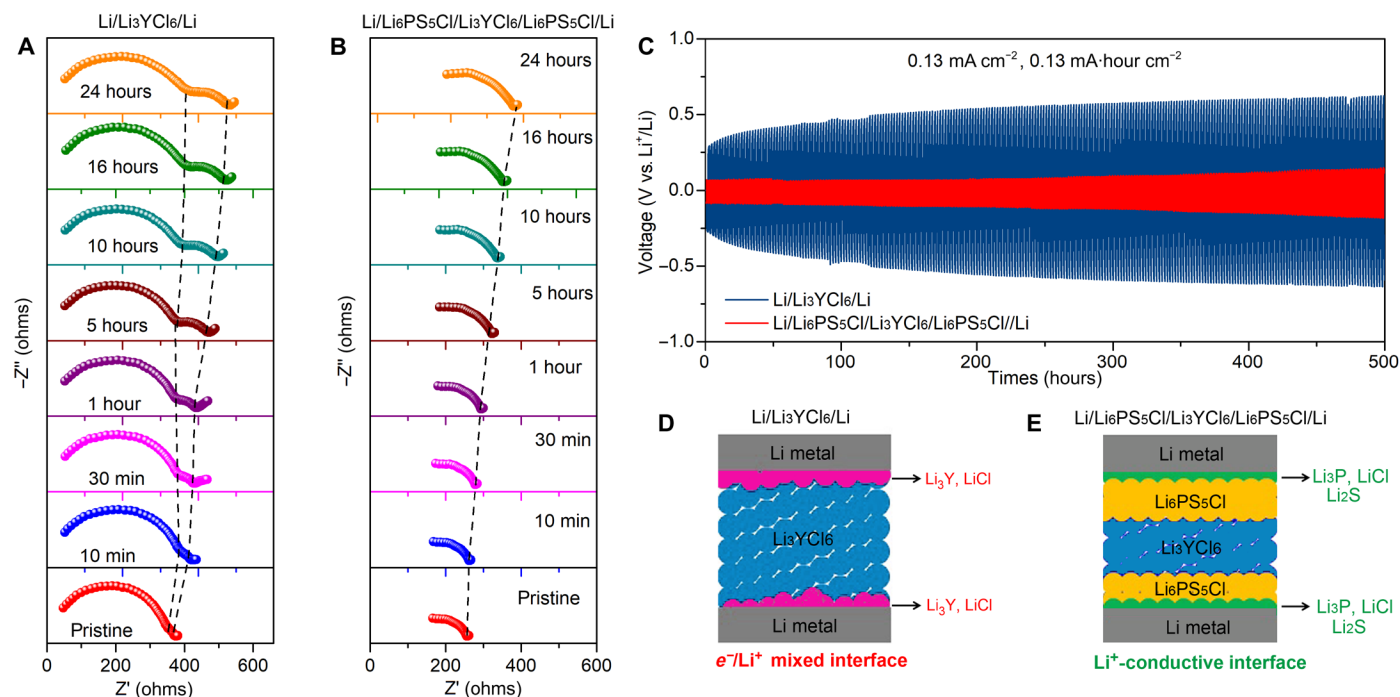 A
Li/Li₃YCl₆/Li
24 hours
16 hours
10 hours
5 hours
1 hour
30 min
10 min
Pristine
−Z'' (ohms)
0 200 400 600
Z' (ohms)
B
Li/Li₆PS₅Cl/Li₃YCl₆/Li₆PS₅Cl/Li
24 hours
16 hours
10 hours
5 hours
1 hour
30 min
10 min
Pristine
−Z'' (ohms)
0 200 400 600
Z' (ohms)
C
0.13 mA cm⁻², 0.13 mA·hour cm⁻²
1.0
0.5
0.0
−0.5
−1.0
Voltage (V vs. Li⁺/Li)
Li/Li₃YCl₆/Li
Li/Li₆PS₅Cl/Li₃YCl₆/Li₆PS₅Cl//Li
0 100 200 300 400 500
Times (hours)
D
Li/Li₃YCl₆/Li
Li metal
Li₃Y, LiCl
Li₃YCl₆
Li₃Y, LiCl
Li metal
e⁻/Li⁺ mixed interface
E
Li/Li₆PS₅Cl/Li₃YCl₆/Li₆PS₅Cl/Li
Li metal
Li₃P, LiCl
Li₂S
Li₆PS₅Cl
Li₃YCl₆
Li₆PS₅Cl
Li₃P, LiCl
Li₂S
Li metal
Li⁺-conductive interface